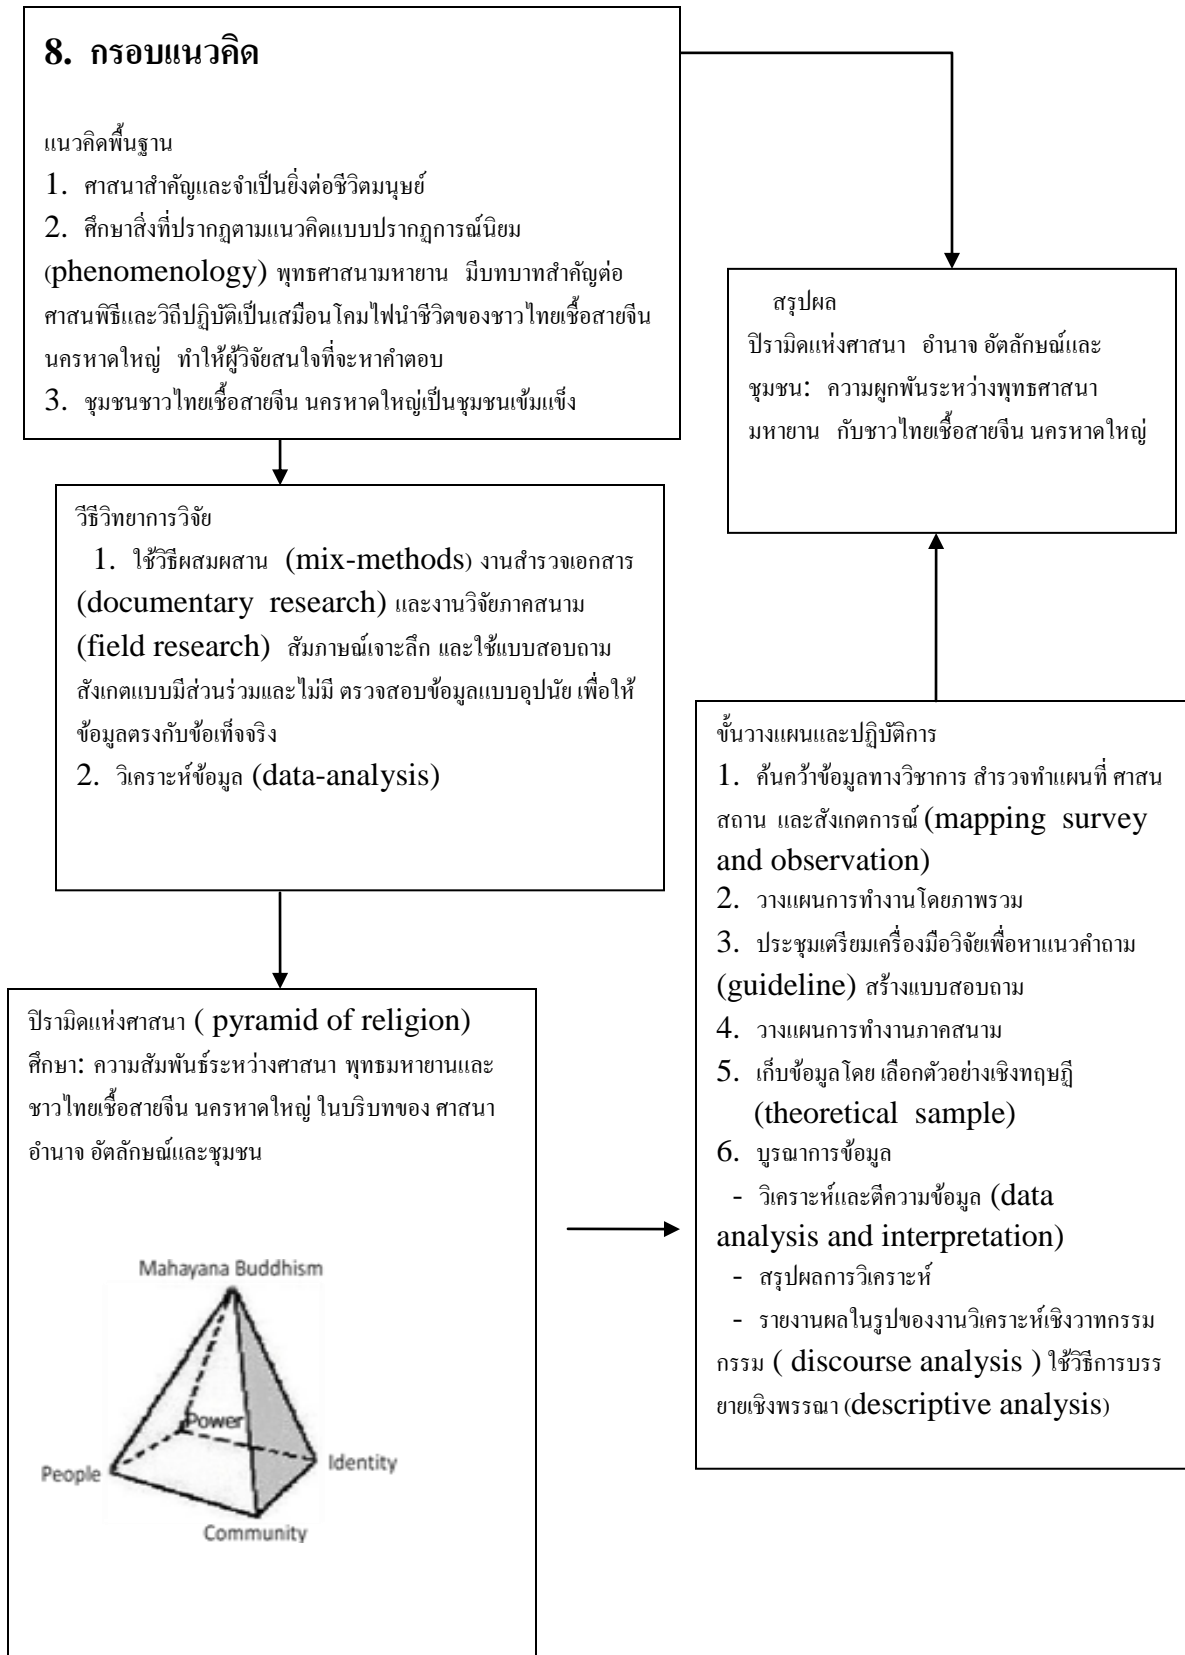 8. กรอบแนวคิด
แนวคิดพื้นฐาน
1. ศาสนาสำคัญและจำเป็นยิ่งต่อชีวิตมนุษย์
2. ศึกษาสิ่งที่ปรากฏตามแนวคิดแบบปรากฏการณ์นิยม
(phenomenology) พุทธศาสนามหายาน มีบทบาทสำคัญต่อ
ศาสนพิธีและวิถีปฏิบัติเป็นเสมือนโคมไฟนำชีวิตของชาวไทยเชื้อสายจีน
นครหาดใหญ่ ทำให้ผู้วิจัยสนใจที่จะหาคำตอบ
3. ชุมชนชาวไทยเชื้อสายจีน นครหาดใหญ่เป็นชุมชนเข้มแข็ง
สรุปผล
ปิรามิดแห่งศาสนา อำนาจ อัตลักษณ์และ
ชุมชน: ความผูกพันระหว่างพุทธศาสนา
มหายาน กับชาวไทยเชื้อสายจีน นครหาดใหญ่
วีธีวิทยาการวิจัย
1. ใช้วิธีผสมผสาน (mix-methods) งานสำรวจเอกสาร
(documentary research) และงานวิจัยภาคสนาม
(field research) สัมภาษณ์เจาะลึก และใช้แบบสอบถาม
สังเกตแบบมีส่วนร่วมและไม่มี ตรวจสอบข้อมูลแบบอุปนัย เพื่อให้
ข้อมูลตรงกับข้อเท็จจริง
2. วิเคราะห์ข้อมูล (data-analysis)
ปิรามิดแห่งศาสนา ( pyramid of religion)
ศึกษา: ความสัมพันธ์ระหว่างศาสนา พุทธมหายานและ
ชาวไทยเชื้อสายจีน นครหาดใหญ่ ในบริบทของ ศาสนา
อำนาจ อัตลักษณ์และชุมชน
Mahayana Buddhism
Power
People
Identity
Community
ขั้นวางแผนและปฏิบัติการ
1. ค้นคว้าข้อมูลทางวิชาการ สำรวจทำแผนที่ ศาสน
สถาน และสังเกตการณ์ (mapping survey
and observation)
2. วางแผนการทำงานโดยภาพรวม
3. ประชุมเตรียมเครื่องมือวิจัยเพื่อหาแนวคำถาม
(guideline) สร้างแบบสอบถาม
4. วางแผนการทำงานภาคสนาม
5. เก็บข้อมูลโดย เลือกตัวอย่างเชิงทฤษฎี
(theoretical sample)
6. บูรณาการข้อมูล
- วิเคราะห์และตีความข้อมูล (data
analysis and interpretation)
- สรุปผลการวิเคราะห์
- รายงานผลในรูปของงานวิเคราะห์เชิงวาทกรรม
กรรม ( discourse analysis ) ใช้วิธีการบรร
ยายเชิงพรรณา (descriptive analysis)